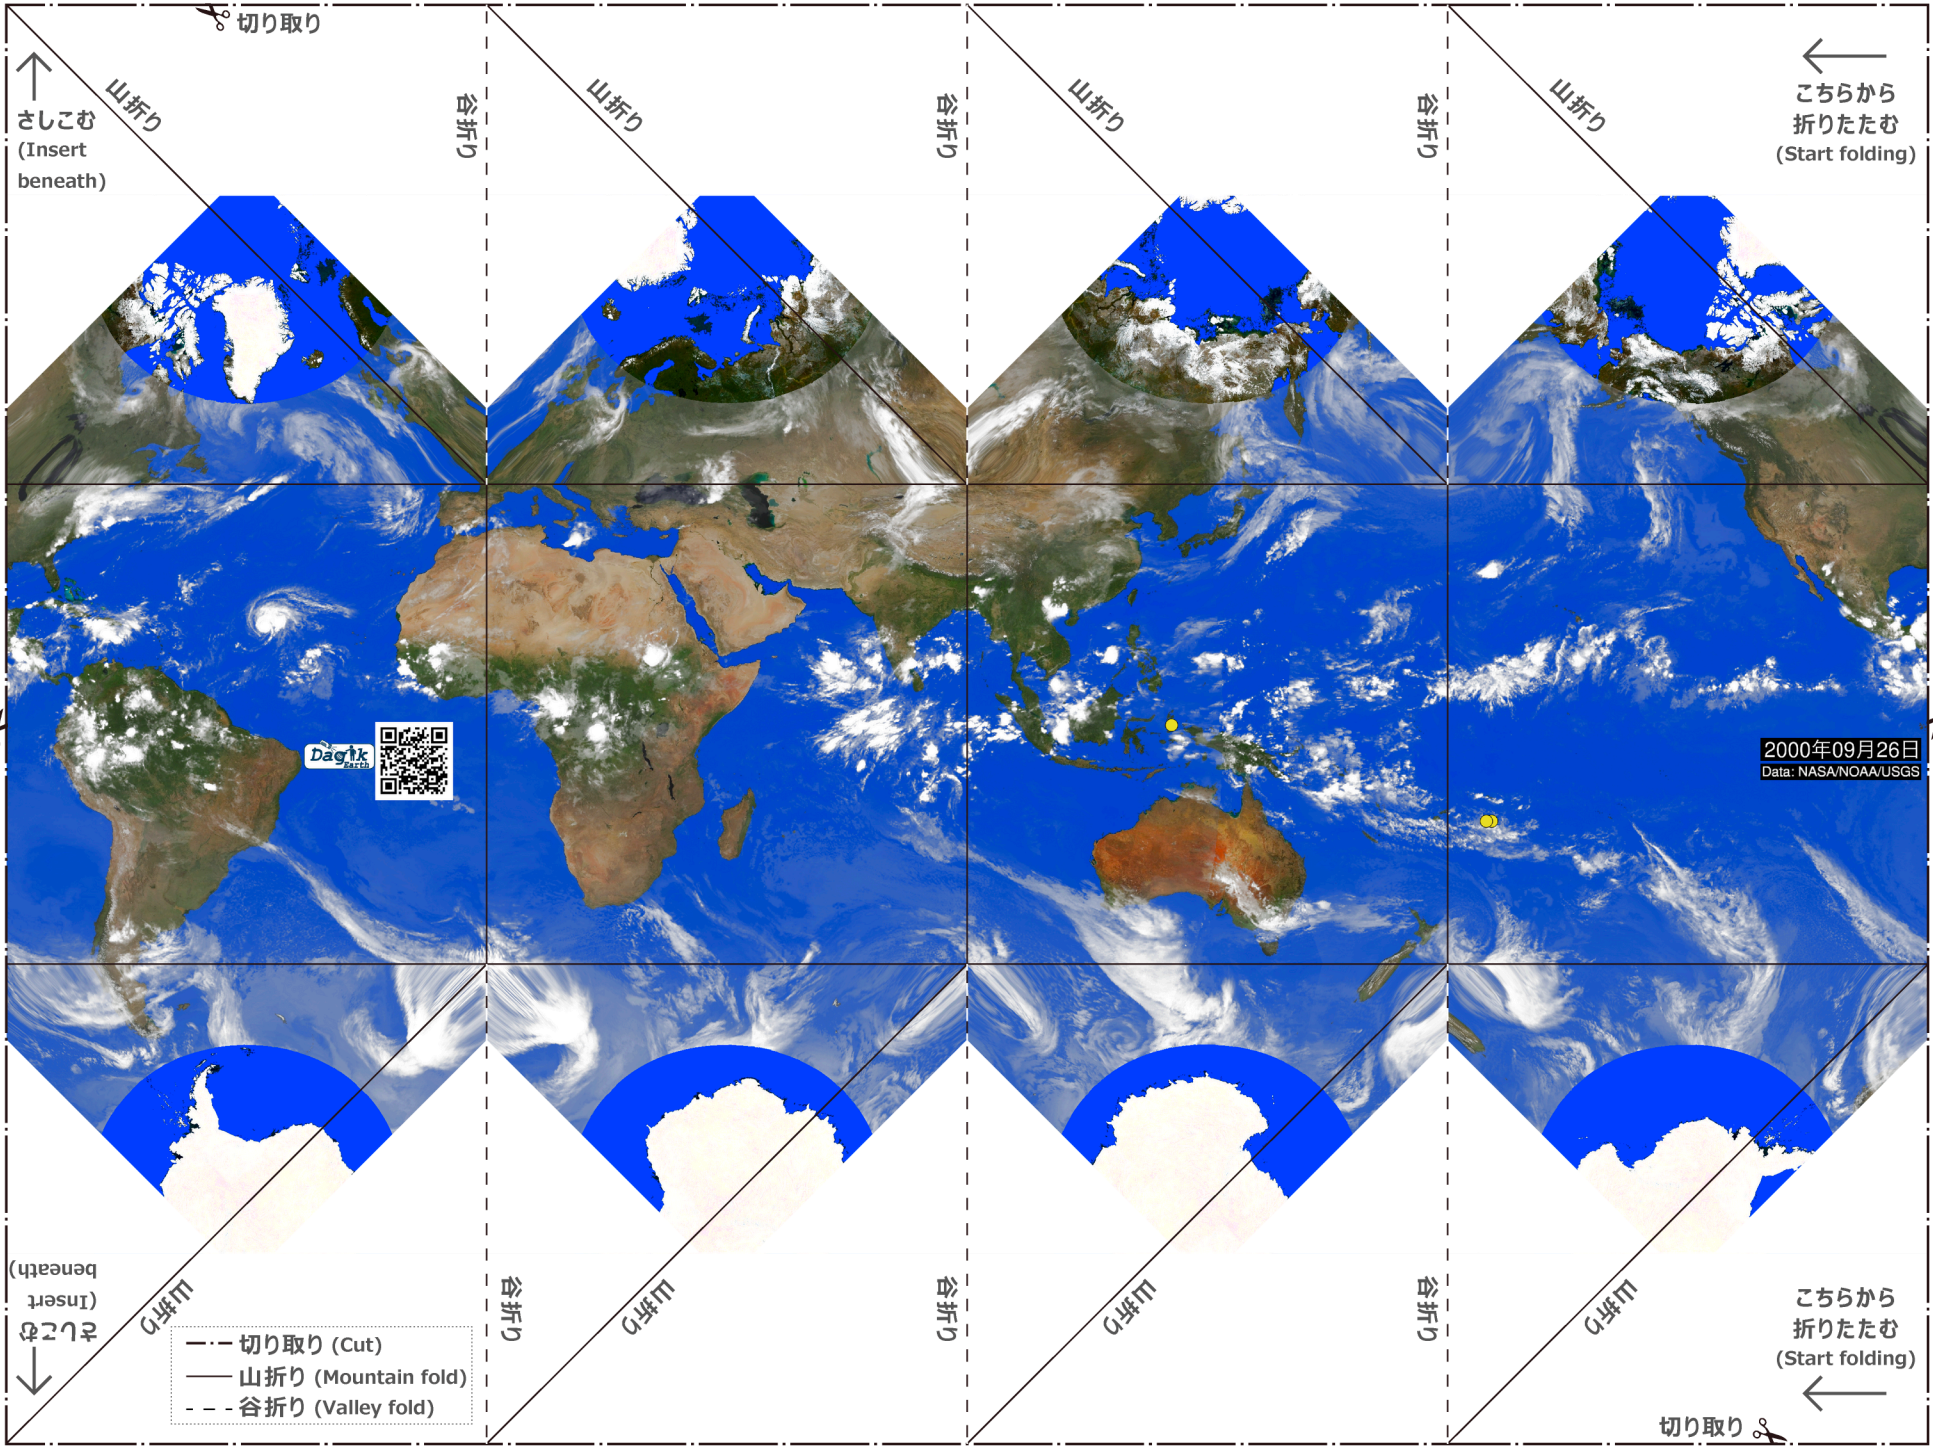 切り取り
山折り
谷折り
山折り
谷折り
山折り
谷折り
山折り
さしこむ
(Insert
beneath)
こちらから
折りたたむ
(Start folding)
Dagik
Earth
2000年09月26日
Data: NASA/NOAA/USGS
さしこむ
(Insert
beneath)
山折り
谷折り
山折り
谷折り
山折り
谷折り
山折り
こちらから
折りたたむ
(Start folding)
切り取り (Cut)
山折り (Mountain fold)
谷折り (Valley fold)
切り取り